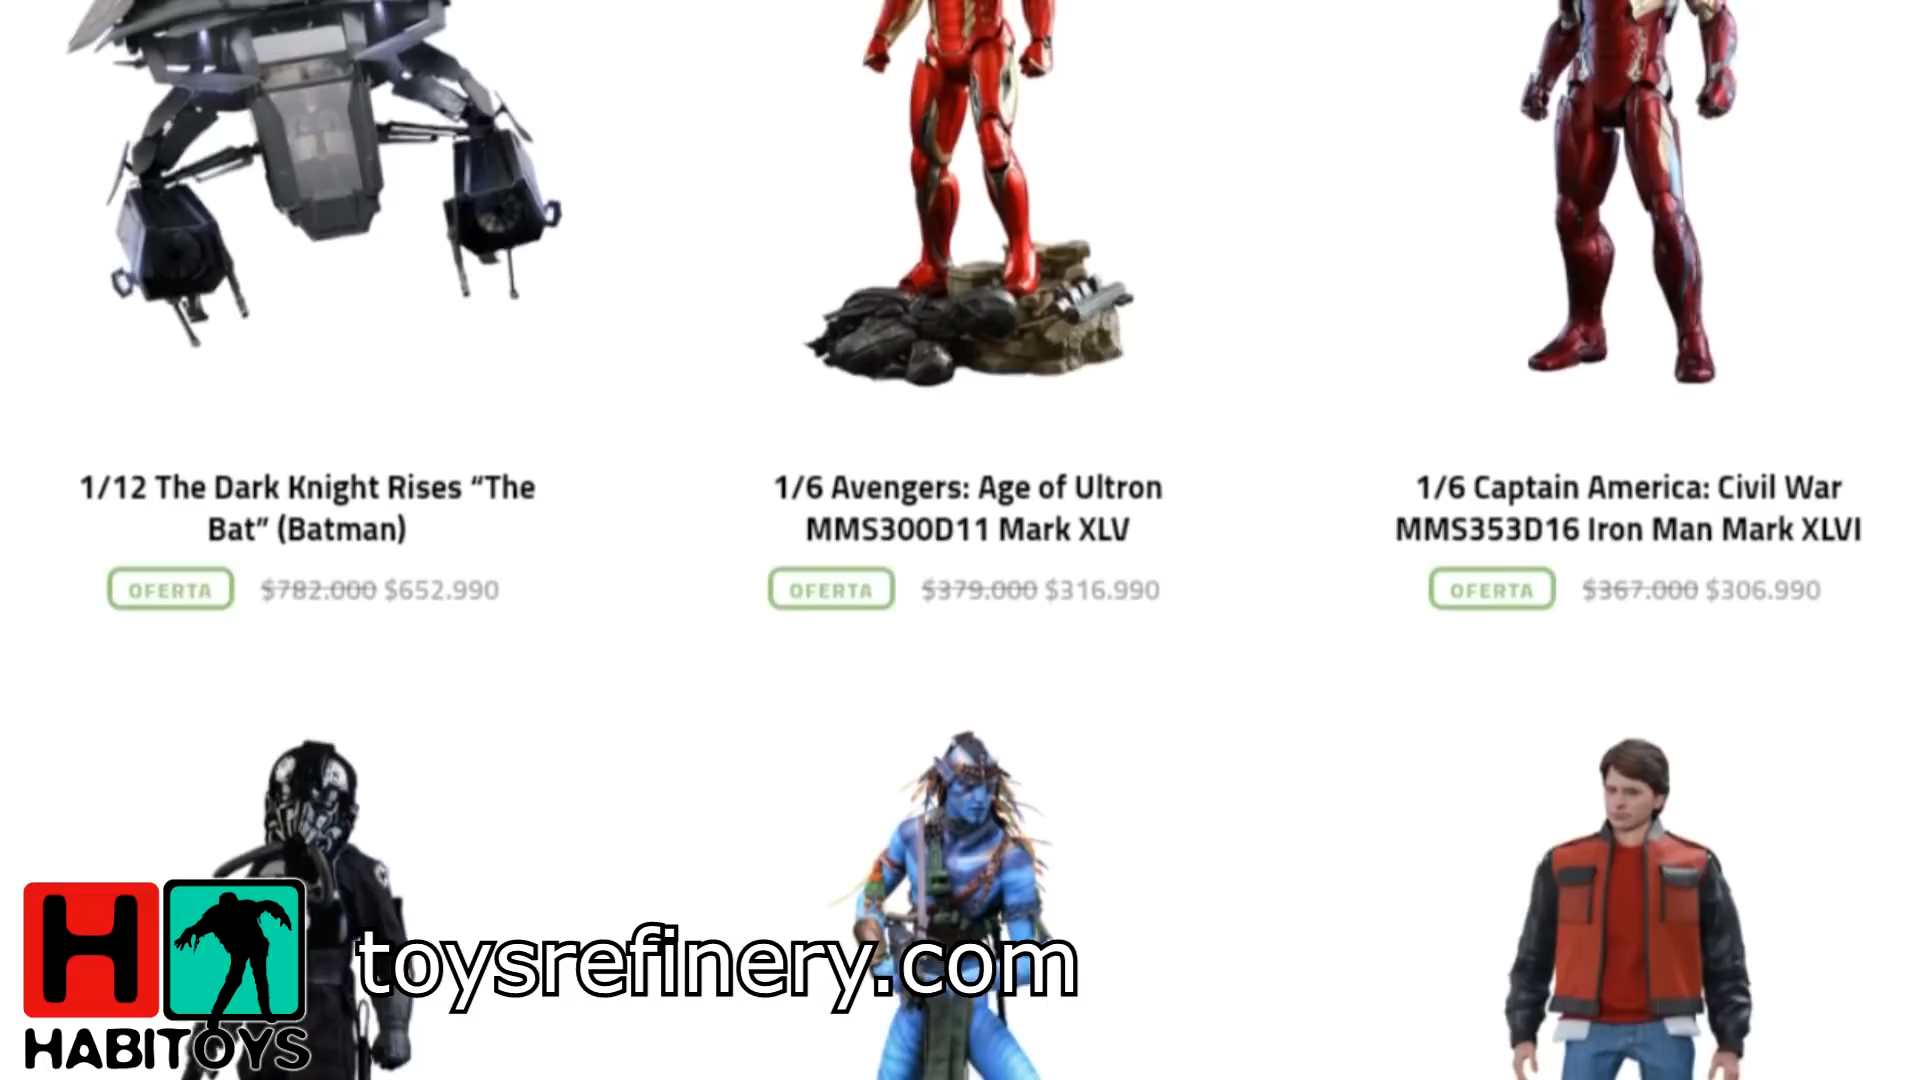 1/12 The Dark Knight Rises “The
Bat” (Batman)
OFERTA $782.000 $652.990
1/6 Avengers: Age of Ultron
MMS300D11 Mark XLV
OFERTA $379.000 $316.990
1/6 Captain America: Civil War
MMS353D16 Iron Man Mark XLVI
OFERTA $367.000 $306.990
H
HABITOYS
toysrefinery.com